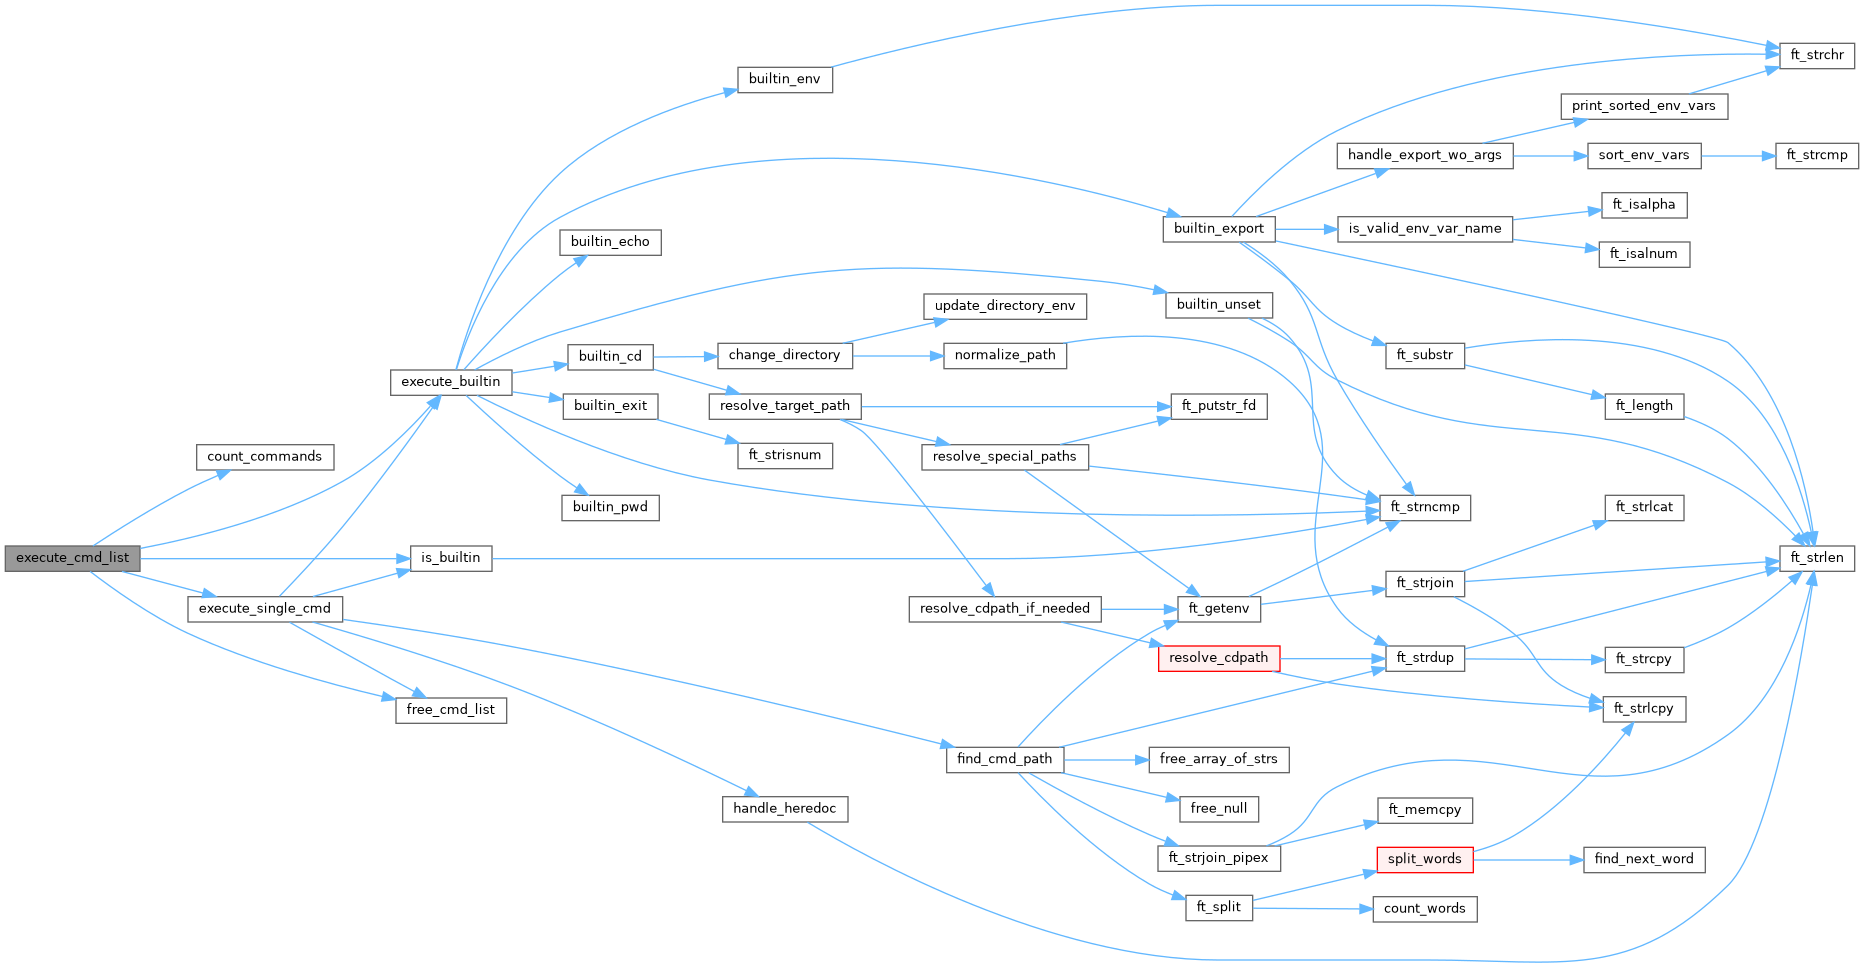 ft_strchr
builtin_env
print_sorted_env_vars
handle_export_wo_args
sort_env_vars
ft_strcmp
ft_isalpha
builtin_export
is_valid_env_var_name
builtin_echo
ft_isalnum
update_directory_env
builtin_unset
builtin_cd
change_directory
normalize_path
ft_substr
execute_builtin
builtin_exit
resolve_target_path
ft_putstr_fd
ft_length
count_commands
ft_strisnum
resolve_special_paths
builtin_pwd
ft_strncmp
ft_strlcat
execute_cmd_list
is_builtin
ft_strlen
execute_single_cmd
resolve_cdpath_if_needed
ft_getenv
ft_strjoin
resolve_cdpath
ft_strdup
ft_strcpy
free_cmd_list
ft_strlcpy
find_cmd_path
free_array_of_strs
handle_heredoc
free_null
ft_memcpy
ft_strjoin_pipex
split_words
find_next_word
ft_split
count_words